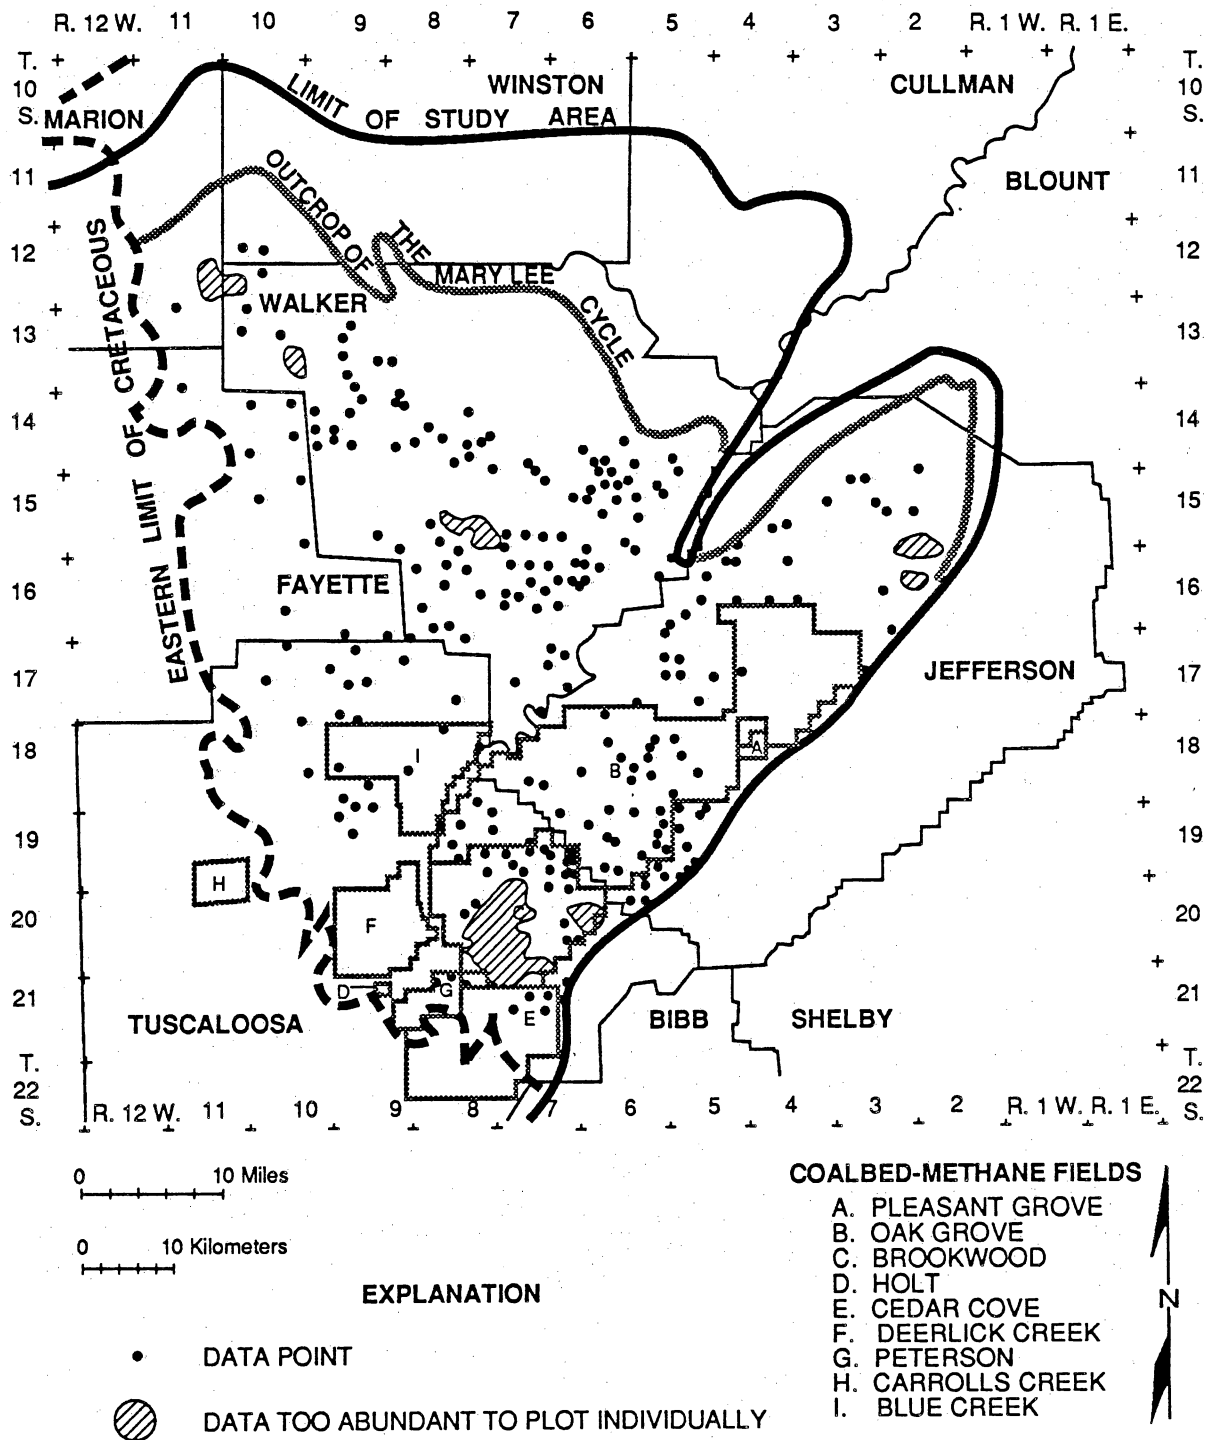 R. 12 W. 11 10 9 8 7 6 5 4 3 2 R. 1 W. R. 1 E.
T. 10 S.
T. 10 S.
MARION
LIMIT OF STUDY AREA
WINSTON
CULLMAN
11
11
BLOUNT
OUTCROP OF THE MARY LEE CYCLE
12
12
WALKER
13
13
EASTERN LIMIT OF CRETACEOUS
14
14
15
15
FAYETTE
16
16
17
JEFFERSON
17
18
I
B
A
18
19
19
H
F
20
20
D
G
E
21
21
TUSCALOOSA
BIBB
SHELBY
T. 22 S.
T. 22 S.
R. 12 W. 11 10 9 8 7 6 5 4 3 2 R. 1 W. R. 1 E.
0 10 Miles
0 10 Kilometers
EXPLANATION
DATA POINT
DATA TOO ABUNDANT TO PLOT INDIVIDUALLY
COALBED-METHANE FIELDS
A. PLEASANT GROVE
B. OAK GROVE
C. BROOKWOOD
D. HOLT
E. CEDAR COVE
F. DEERLICK CREEK
G. PETERSON
H. CARROLLS CREEK
I. BLUE CREEK
N